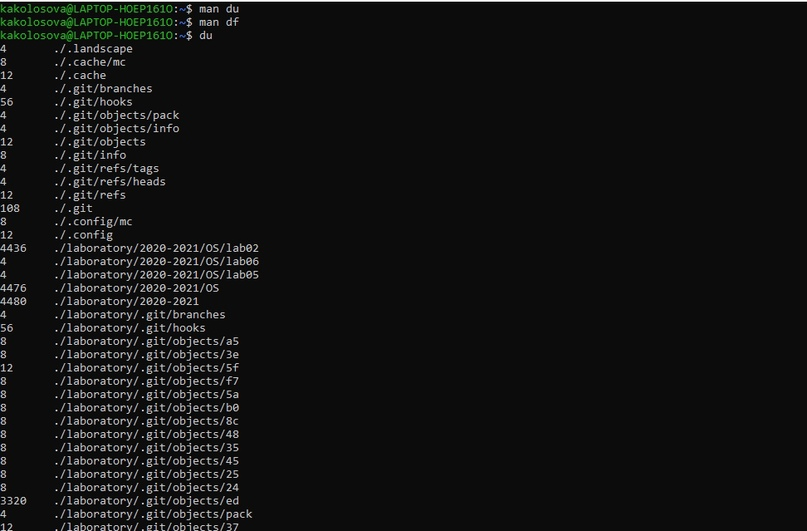 kakolosova@LAPTOP-HOEP161O:~$ man du
kakolosova@LAPTOP-HOEP161O:~$ man df
kakolosova@LAPTOP-HOEP161O:~$ du
4 ./.landscape
8 ./.cache/mc
12 ./.cache
4 ./.git/branches
56 ./.git/hooks
4 ./.git/objects/pack
4 ./.git/objects/info
12 ./.git/objects
8 ./.git/info
4 ./.git/refs/tags
4 ./.git/refs/heads
12 ./.git/refs
108 ./.git
8 ./.config/mc
12 ./.config
4436 ./laboratory/2020-2021/OS/lab02
4 ./laboratory/2020-2021/OS/lab06
4 ./laboratory/2020-2021/OS/lab05
4476 ./laboratory/2020-2021/OS
4480 ./laboratory/2020-2021
4 ./laboratory/.git/branches
56 ./laboratory/.git/hooks
8 ./laboratory/.git/objects/a5
8 ./laboratory/.git/objects/3e
12 ./laboratory/.git/objects/5f
8 ./laboratory/.git/objects/f7
8 ./laboratory/.git/objects/5a
8 ./laboratory/.git/objects/b0
8 ./laboratory/.git/objects/8c
8 ./laboratory/.git/objects/48
8 ./laboratory/.git/objects/35
8 ./laboratory/.git/objects/45
8 ./laboratory/.git/objects/25
8 ./laboratory/.git/objects/24
3320 ./laboratory/.git/objects/ed
4 ./laboratory/.git/objects/pack
12 ./laboratory/.git/objects/37